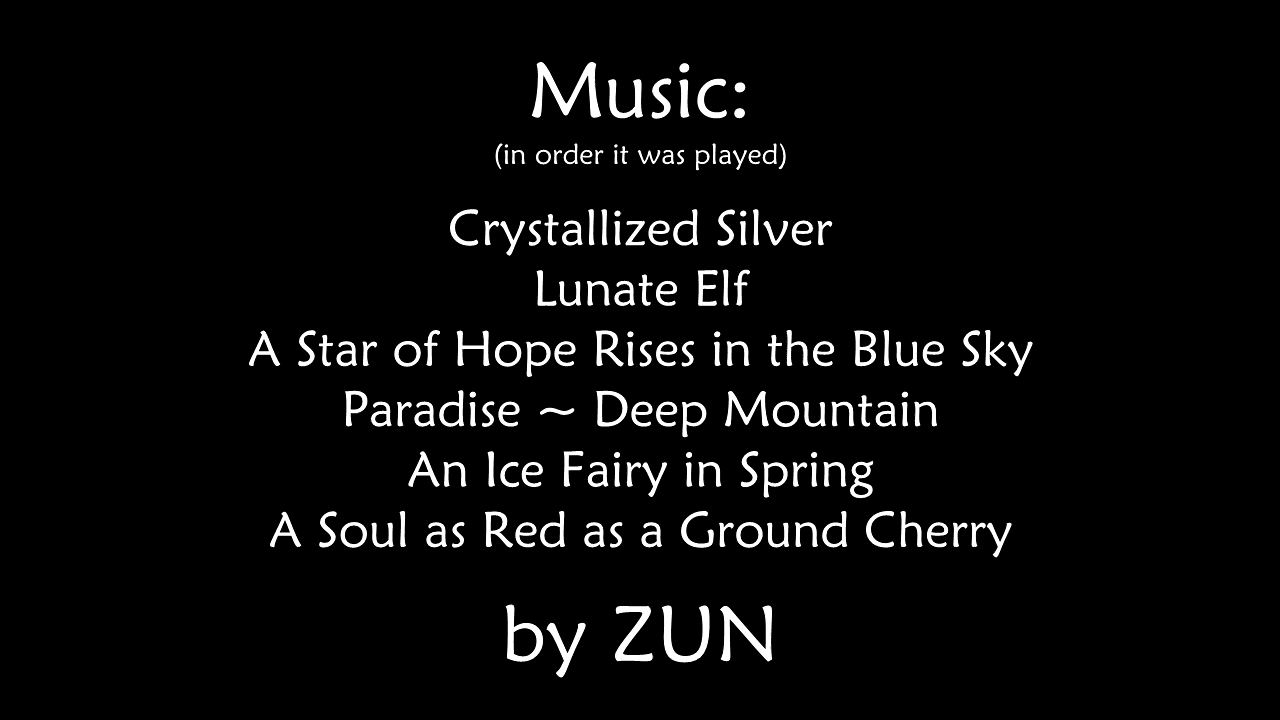 Music:
(in order it was played)
Crystallized Silver
Lunate Elf
A Star of Hope Rises in the Blue Sky
Paradise ~ Deep Mountain
An Ice Fairy in Spring
A Soul as Red as a Ground Cherry
by ZUN